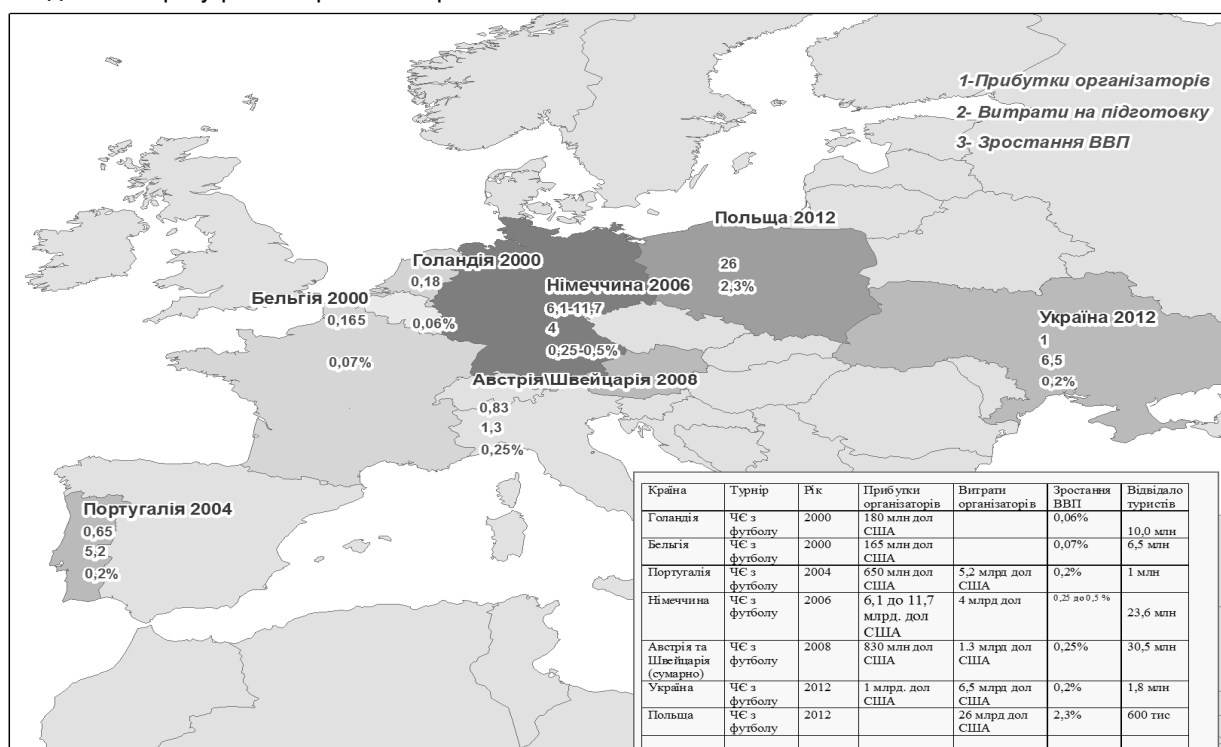 1-Прибутки організаторів
2- Витрати на підготовку
3- Зростання ВВП
Польща 2012
26
2,3%
Голандія 2000
0,18
0,06%
Німеччина 2006
6,1-11,7
4
0,25-0,5%
Бельгія 2000
0,165
0,07%
Україна 2012
1
6,5
0,2%
Австрія\Швейцарія 2008
0,83
1,3
0,25%
Португалія 2004
0,65
5,2
0,2%
Країна Турнір Рік Прибутки організаторів Витрати організаторів Зростання ВВП Відвідало туристів
Голандія ЧЄ з футболу 2000 180 млн дол США 0,06% 10,0 млн
Бельгія ЧЄ з футболу 2000 165 млн дол США 0,07% 6,5 млн
Португалія ЧЄ з футболу 2004 650 млн дол США 5,2 млрд дол США 0,2% 1 млн
Німеччина ЧЄ з футболу 2006 6,1 до 11,7 млрд. дол США 4 млрд дол 0,25 до 0,5 % 23,6 млн
Австрія та Швейцарія (сумарно) ЧЄ з футболу 2008 830 млн дол США 1.3 млрд дол США 0,25% 30,5 млн
Україна ЧЄ з футболу 2012 1 млрд. дол США 6,5 млрд дол США 0,2% 1,8 млн
Польща ЧЄ з футболу 2012 26 млрд дол США 2,3% 600 тис